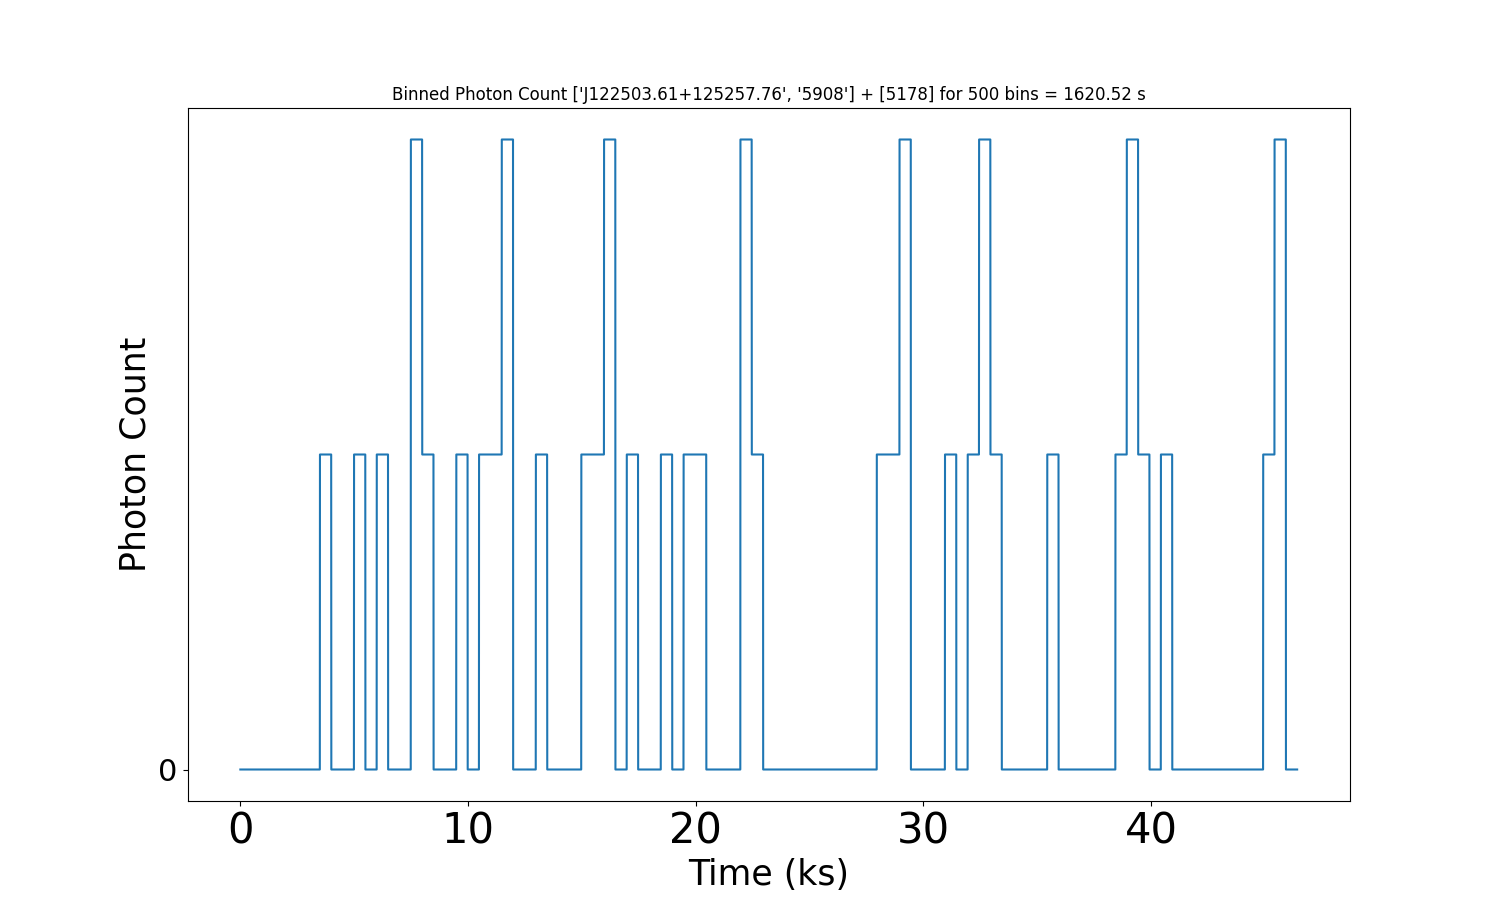 Binned Photon Count ['J122503.61+125257.76', '5908'] + [5178] for 500 bins = 1620.52 s
Photon Count
0
0 10 20 30 40
Time (ks)